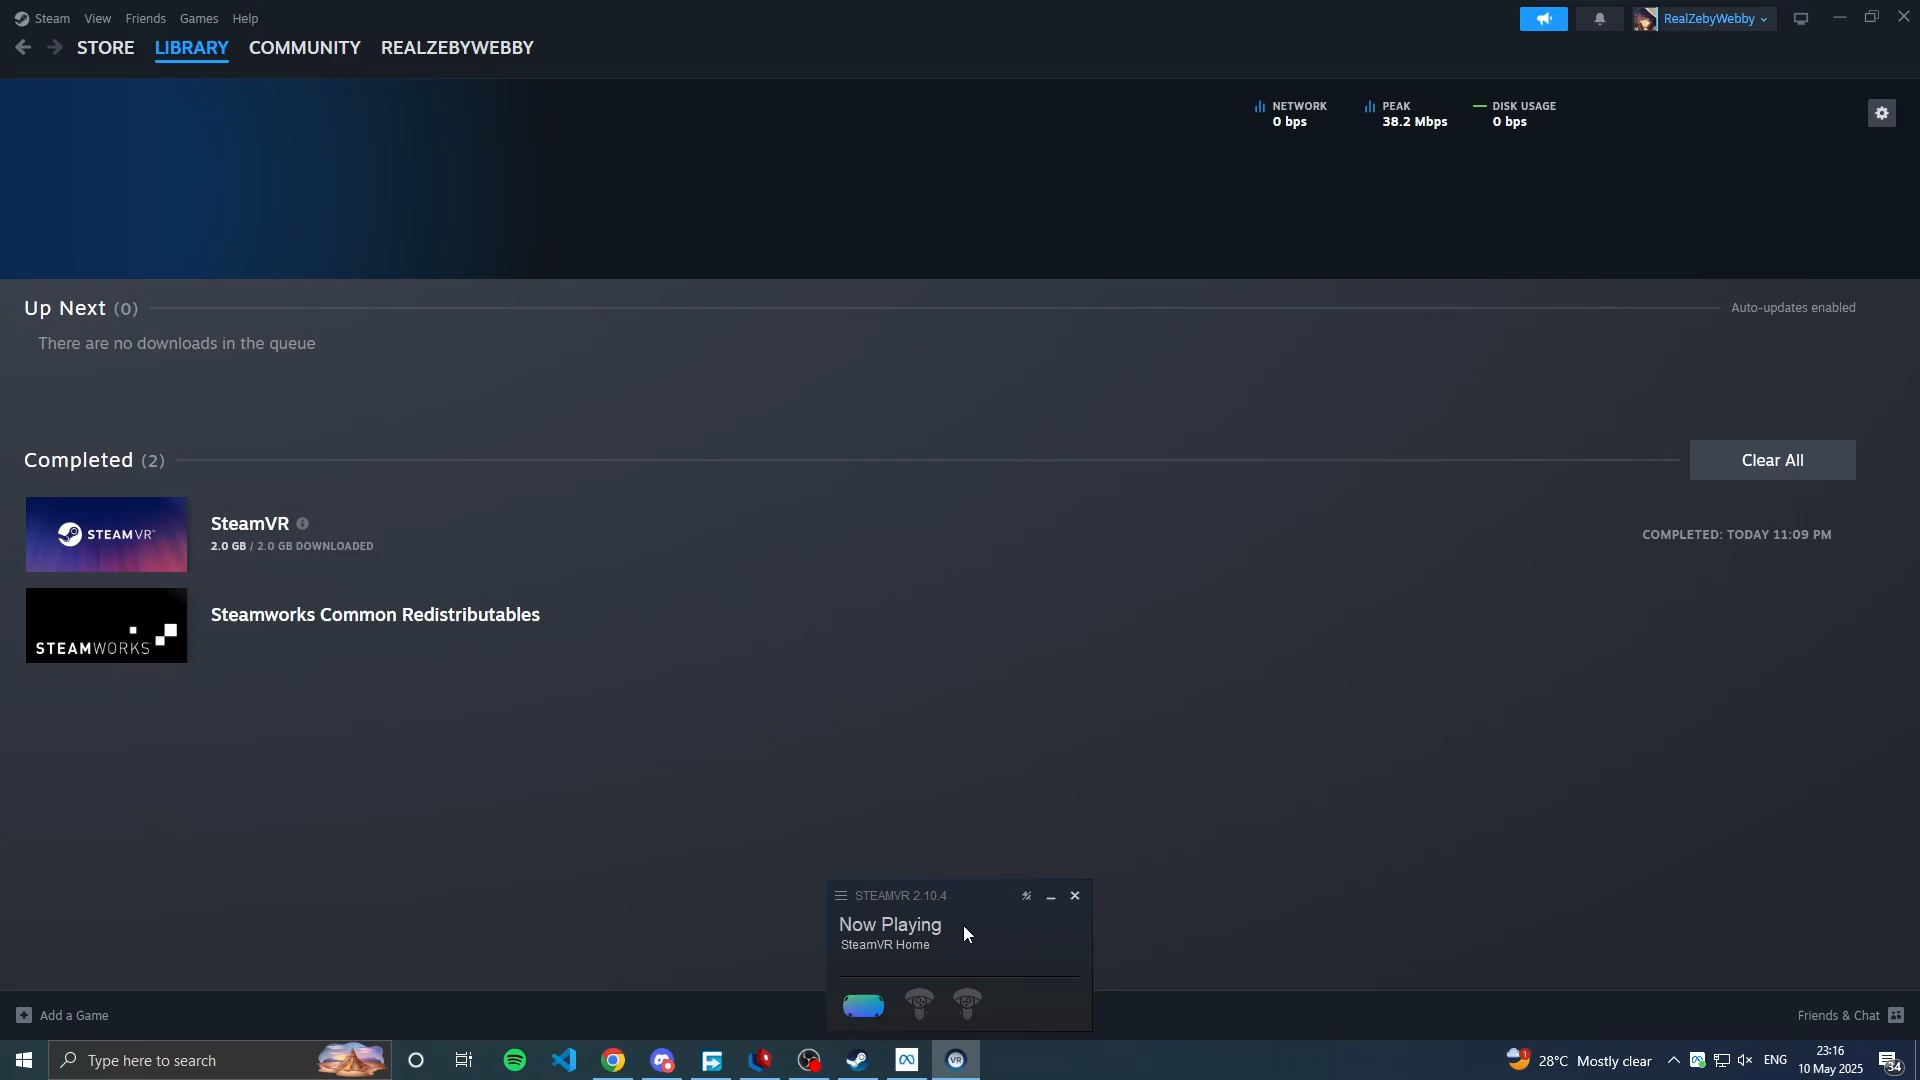 Steam View Friends Games Help
RealZebyWebby
STORE LIBRARY COMMUNITY REALZEBYWEBBY
NETWORK PEAK DISK USAGE
0 bps 38.2 Mbps 0 bps
Up Next (0) Auto-updates enabled
There are no downloads in the queue
Completed (2) Clear All
STEAMVR
SteamVR
2.0 GB / 2.0 GB DOWNLOADED
COMPLETED: TODAY 11:09 PM
STEAMWORKS
Steamworks Common Redistributables
STEAMVR 2.10.4
Now Playing
SteamVR Home
Add a Game Friends & Chat
Type here to search
VR
1
28°C Mostly clear
ENG
23:16
10 May 2025
34